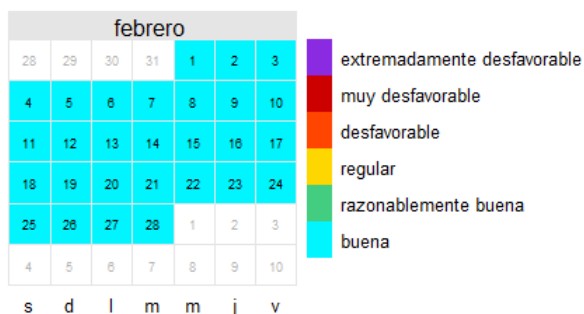 febrero
28 29 30 31 1 2 3
4 5 6 7 8 9 10
11 12 13 14 15 16 17
18 19 20 21 22 23 24
25 26 27 28 1 2 3
4 5 6 7 8 9 10
s d l m m j v
extremadamente desfavorable
muy desfavorable
desfavorable
regular
razonablemente buena
buena